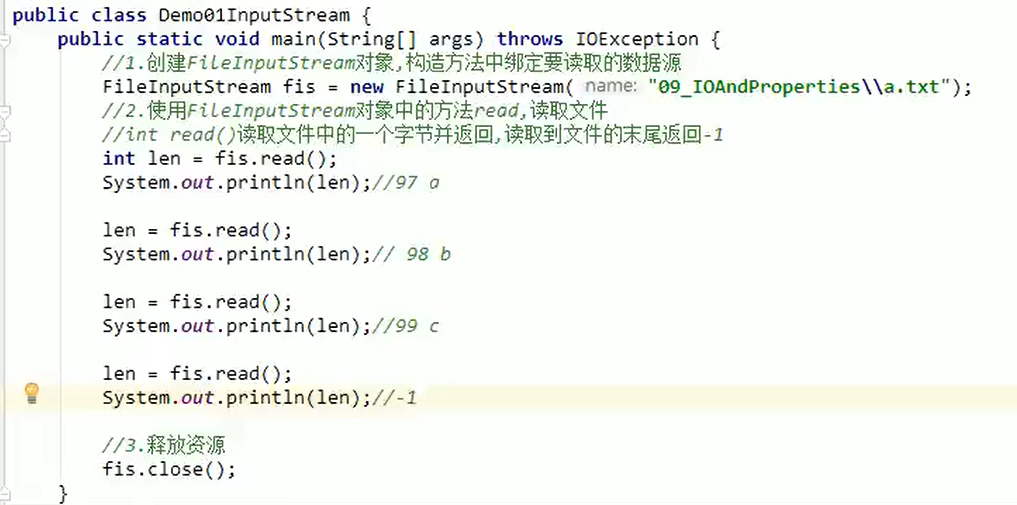 public class Demo01InputStream {
public static void main(String[] args) throws IOException {
//1.创建FileInputStream对象,构造方法中绑定要读取的数据源
FileInputStream fis = new FileInputStream( name: "09_IOAndProperties\\a.txt");
//2.使用FileInputStream对象中的方法read,读取文件
//int read()读取文件中的一个字节并返回,读取到文件的末尾返回-1
int len = fis.read();
System.out.println(len);//97 a
len = fis.read();
System.out.println(len);// 98 b
len = fis.read();
System.out.println(len);//99 c
len = fis.read();
System.out.println(len);//-1
//3.释放资源
fis.close();
}